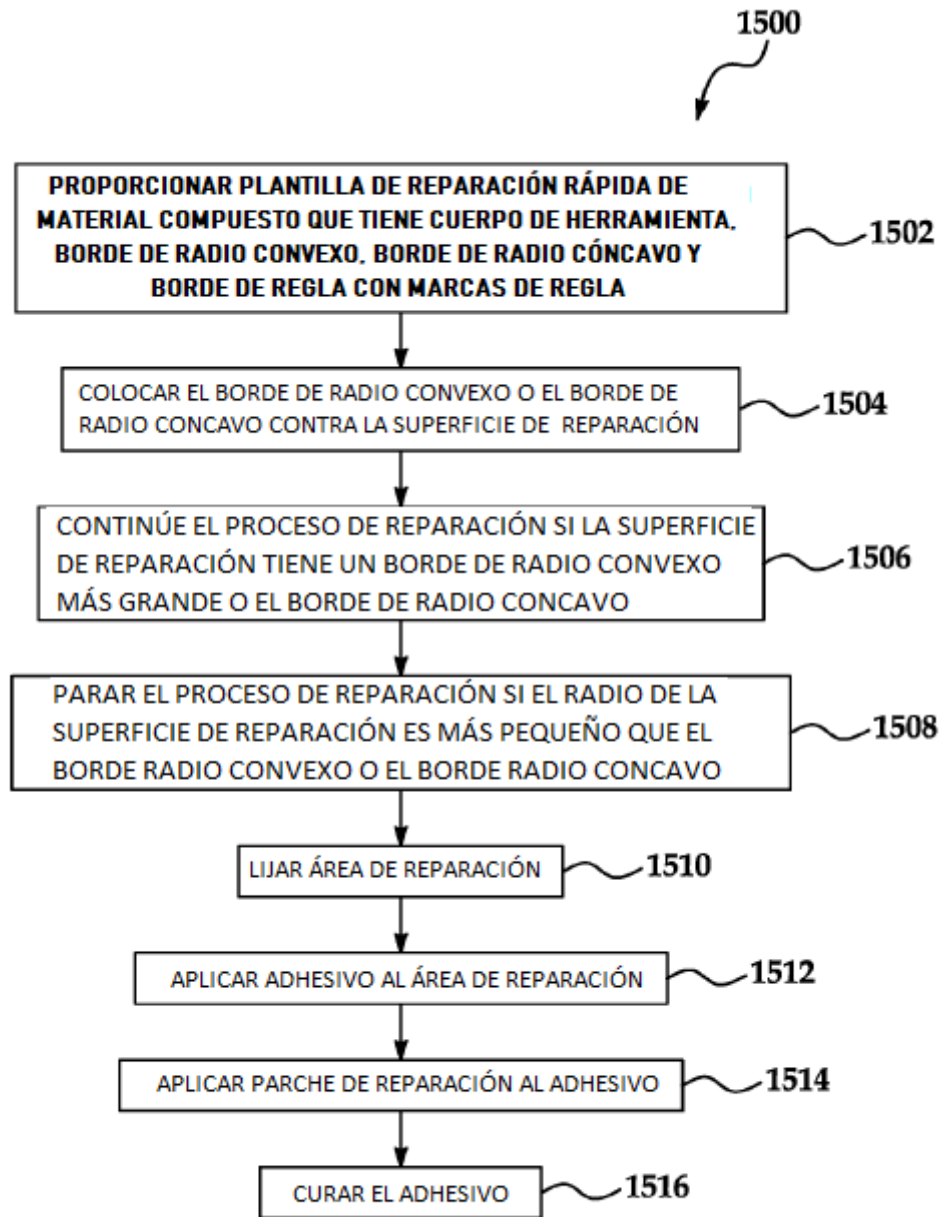 1500
PROPORCIONAR PLANTILLA DE REPARACIÓN RÁPIDA DE
MATERIAL COMPUESTO QUE TIENE CUERPO DE HERRAMIENTA,
BORDE DE RADIO CONVEXO, BORDE DE RADIO CÓNCAVO Y
BORDE DE REGLA CON MARCAS DE REGLA
1502
COLOCAR EL BORDE DE RADIO CONVEXO O EL BORDE DE
RADIO CONCAVO CONTRA LA SUPERFICIE DE REPARACIÓN
1504
CONTINÚE EL PROCESO DE REPARACIÓN SI LA SUPERFICIE
DE REPARACIÓN TIENE UN BORDE DE RADIO CONVEXO
MÁS GRANDE O EL BORDE DE RADIO CONCAVO
1506
PARAR EL PROCESO DE REPARACIÓN SI EL RADIO DE LA
SUPERFICIE DE REPARACIÓN ES MÁS PEQUEÑO QUE EL
BORDE RADIO CONVEXO O EL BORDE RADIO CONCAVO
1508
LIJAR ÁREA DE REPARACIÓN
1510
APLICAR ADHESIVO AL ÁREA DE REPARACIÓN
1512
APLICAR PARCHE DE REPARACIÓN AL ADHESIVO
1514
CURAR EL ADHESIVO
1516